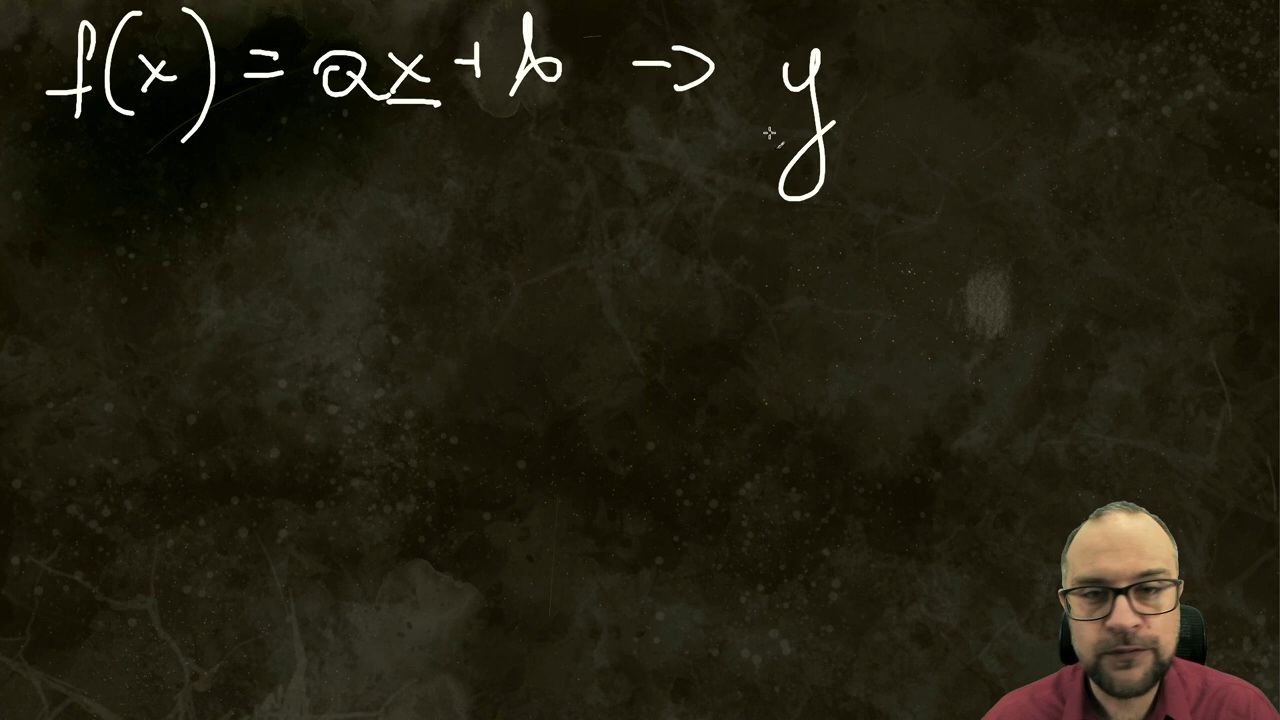 f(x) = ax + b → y